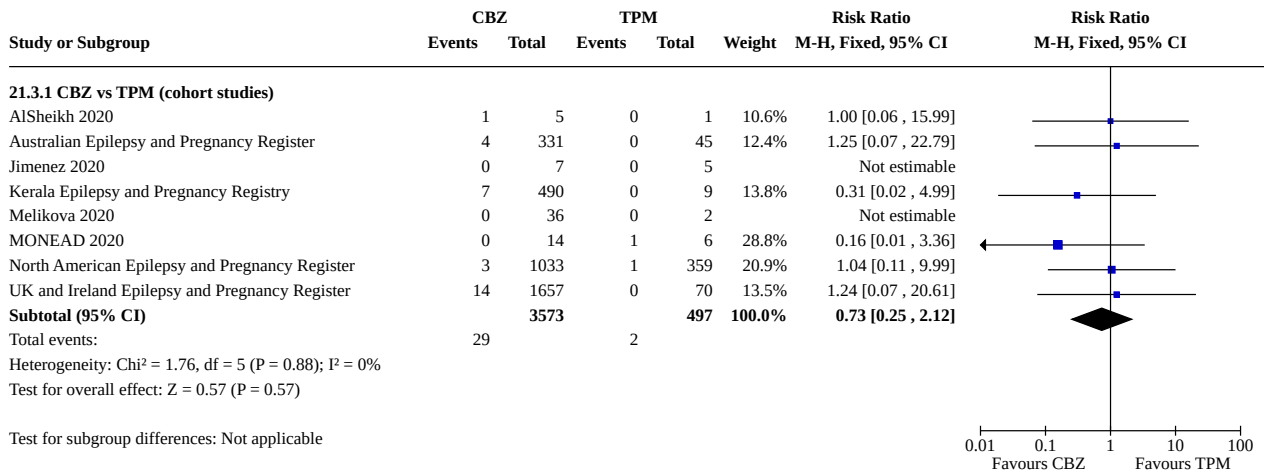 CBZ TPM Risk Ratio Risk Ratio
Study or Subgroup Events Total Events Total Weight M-H, Fixed, 95% CI M-H, Fixed, 95% CI
21.3.1 CBZ vs TPM (cohort studies)
AlSheikh 2020 1 5 0 1 10.6% 1.00 [0.06 , 15.99]
Australian Epilepsy and Pregnancy Register 4 331 0 45 12.4% 1.25 [0.07 , 22.79]
Jimenez 2020 0 7 0 5 Not estimable
Kerala Epilepsy and Pregnancy Registry 7 490 0 9 13.8% 0.31 [0.02 , 4.99]
Melikova 2020 0 36 0 2 Not estimable
MONEAD 2020 0 14 1 6 28.8% 0.16 [0.01 , 3.36]
North American Epilepsy and Pregnancy Register 3 1033 1 359 20.9% 1.04 [0.11 , 9.99]
UK and Ireland Epilepsy and Pregnancy Register 14 1657 0 70 13.5% 1.24 [0.07 , 20.61]
Subtotal (95% CI) 3573 497 100.0% 0.73 [0.25 , 2.12]
Total events: 29 2
Heterogeneity: Chi² = 1.76, df = 5 (P = 0.88); I² = 0%
Test for overall effect: Z = 0.57 (P = 0.57)
Test for subgroup differences: Not applicable
0.01 0.1 1 10 100
Favours CBZ Favours TPM